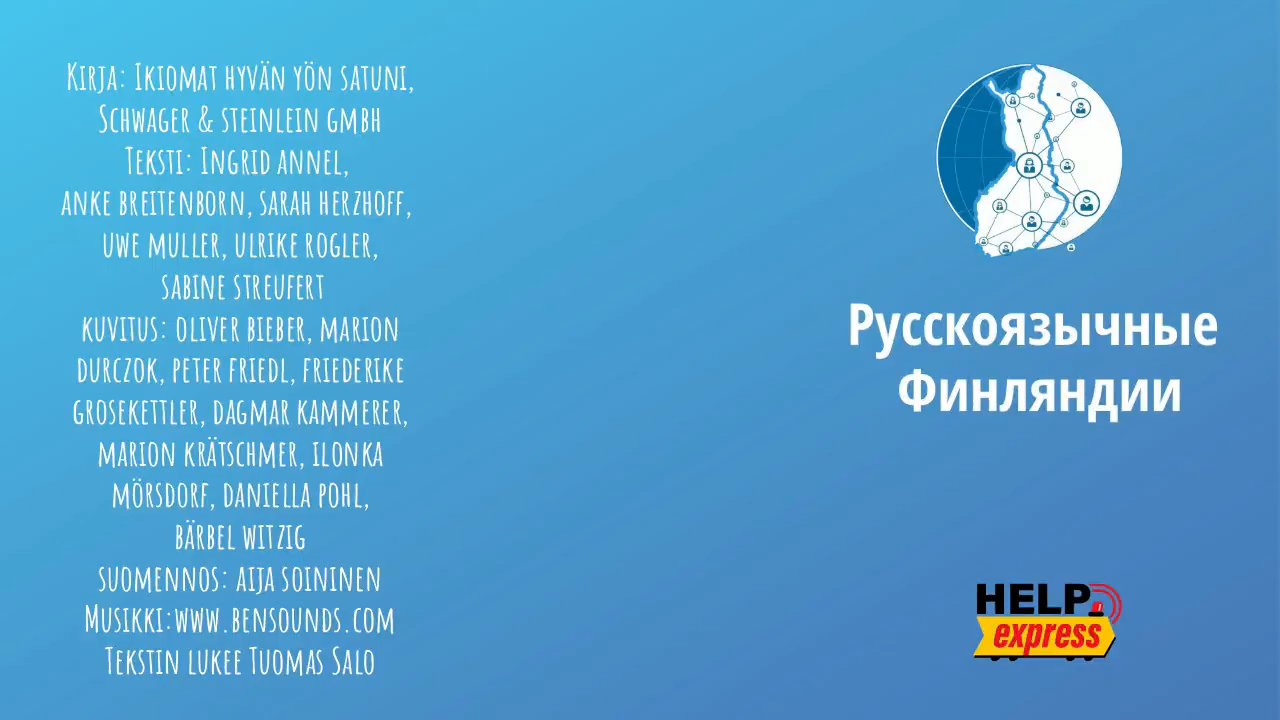 Kirja: Ikiomat hyvän yön satuni,
Schwager & steinlein gmbh
Teksti: Ingrid annel,
anke breitenborn, sarah herzhoff,
uwe muller, ulrike rogler,
sabine streufert
kuvitus: oliver bieber, marion
durczok, peter friedl, friederike
grosekettler, dagmar kammerer,
marion krätschmer, ilonka
mörsdorf, daniella pohl,
bärbel witzig
suomennos: aija soininen
Musikki:www.bensounds.com
Tekstin lukee Tuomas Salo
Русскоязычные
Финляндии
HELP
express